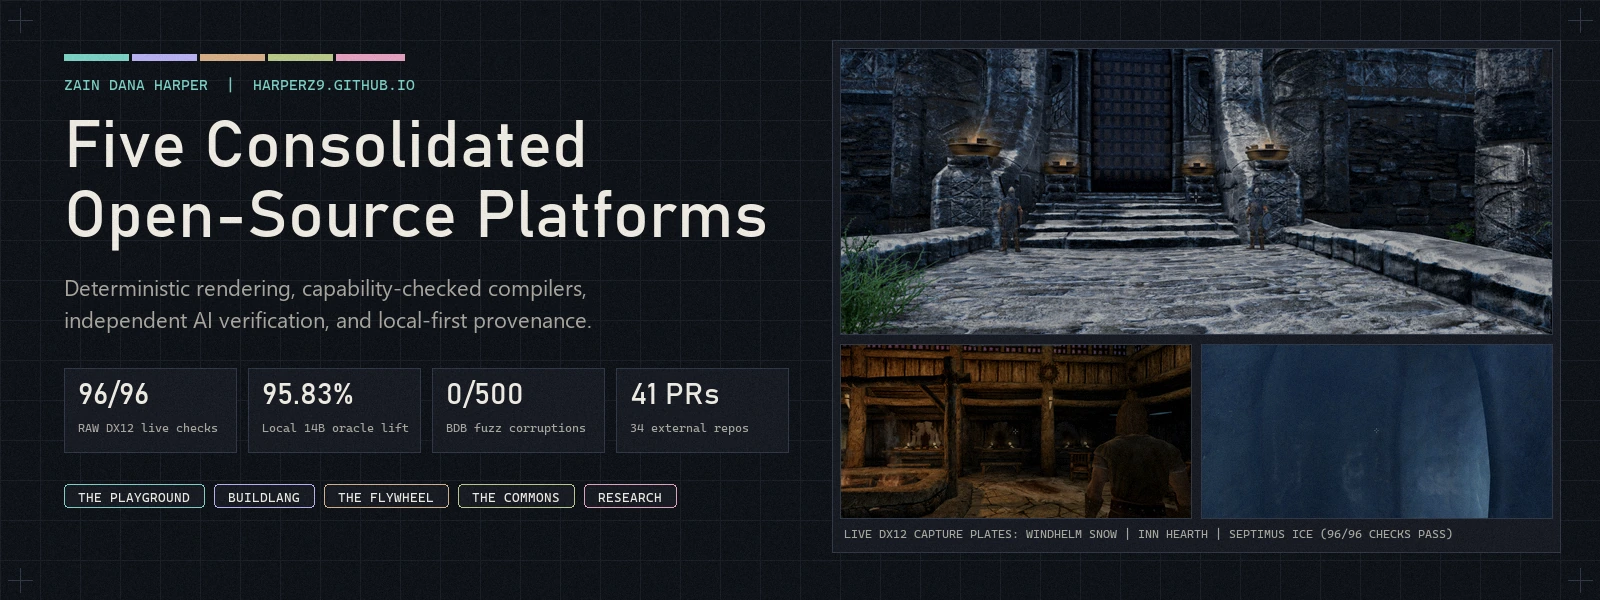 ZAIN DANA HARPER | HARPERZ9.GITHUB.IO
Five Consolidated
Open-Source Platforms
Deterministic rendering, capability-checked compilers,
independent AI verification, and local-first provenance.
96/96
RAW DX12 live checks
95.83%
Local 14B oracle lift
0/500
BDB fuzz corruptions
41 PRs
34 external repos
THE PLAYGROUND
BUILDLANG
THE FLYWHEEL
THE COMMONS
RESEARCH
LIVE DX12 CAPTURE PLATES: WINDHELM SNOW | INN HEARTH | SEPTIMUS ICE (96/96 CHECKS PASS)